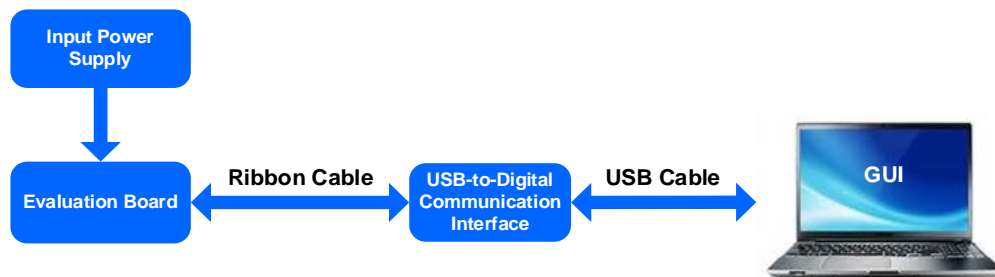 Input Power
Supply
Evaluation Board
Ribbon Cable
USB-to-Digital
Communication
Interface
USB Cable
GUI